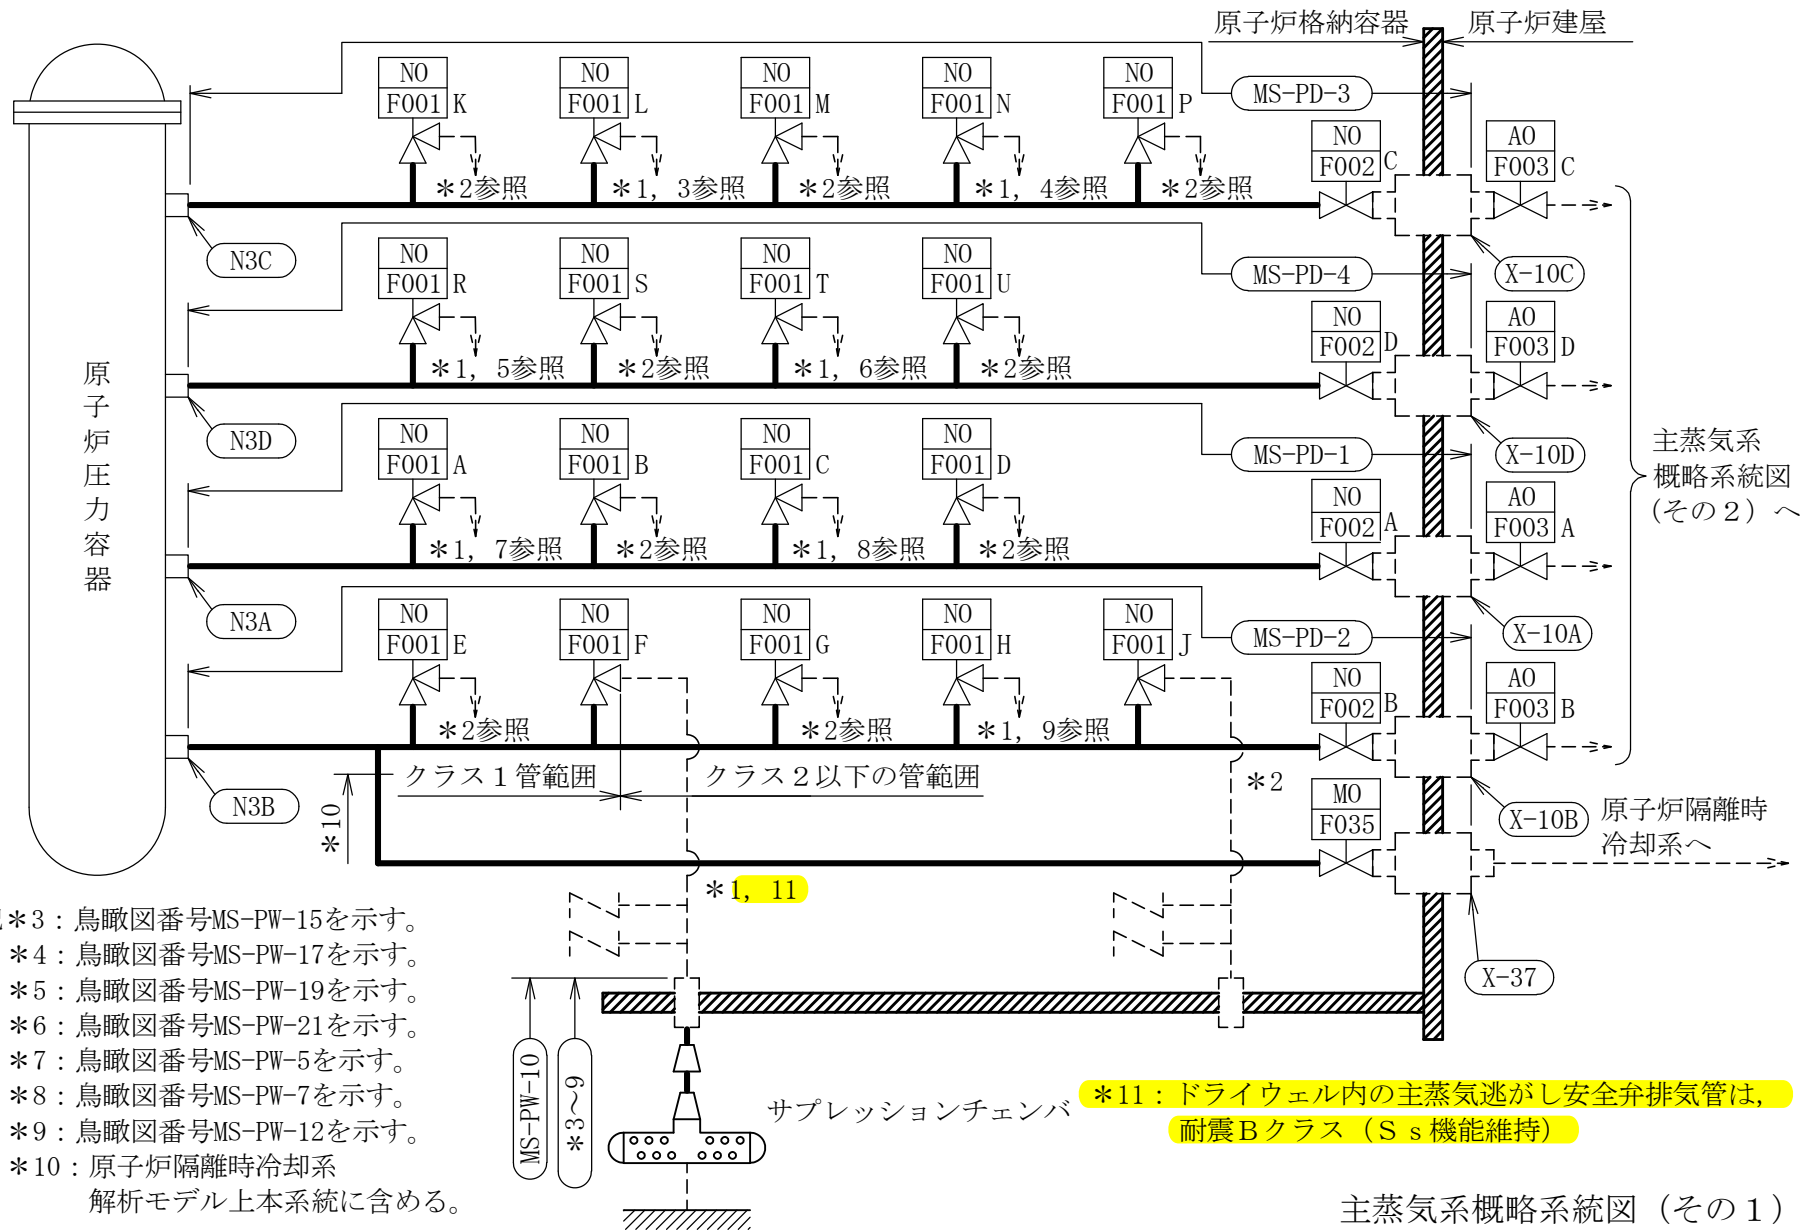 原子炉格納容器
原子炉建屋
NO
F001 K
NO
F001 L
NO
F001 M
NO
F001 N
NO
F001 P
MS-PD-3
NO
F002 C
AO
F003 C
*2参照
*1, 3参照
*2参照
*1, 4参照
*2参照
N3C
X-10C
NO
F001 R
NO
F001 S
NO
F001 T
NO
F001 U
MS-PD-4
NO
F002 D
AO
F003 D
*1, 5参照
*2参照
*1, 6参照
*2参照
N3D
X-10D
原子炉圧力容器
NO
F001 A
NO
F001 B
NO
F001 C
NO
F001 D
MS-PD-1
NO
F002 A
AO
F003 A
*1, 7参照
*2参照
*1, 8参照
*2参照
N3A
X-10A
主蒸気系
概略系統図
(その2)へ
NO
F001 E
NO
F001 F
NO
F001 G
NO
F001 H
NO
F001 J
MS-PD-2
NO
F002 B
AO
F003 B
*2参照
*2参照
*1, 9参照
N3B
X-10B
クラス1管範囲
クラス2以下の管範囲
*2
*10
MO
F035
原子炉隔離時
冷却系へ
*1, 11
X-37
*3:鳥瞰図番号MS-PW-15を示す。
*4:鳥瞰図番号MS-PW-17を示す。
*5:鳥瞰図番号MS-PW-19を示す。
*6:鳥瞰図番号MS-PW-21を示す。
*7:鳥瞰図番号MS-PW-5を示す。
*8:鳥瞰図番号MS-PW-7を示す。
*9:鳥瞰図番号MS-PW-12を示す。
*10:原子炉隔離時冷却系
解析モデル上本系統に含める。
MS-PW-10
*3~9
サプレッションチェンバ
*11:ドライウェル内の主蒸気逃がし安全弁排気管は,
耐震Bクラス(Ss機能維持)
主蒸気系概略系統図(その1)